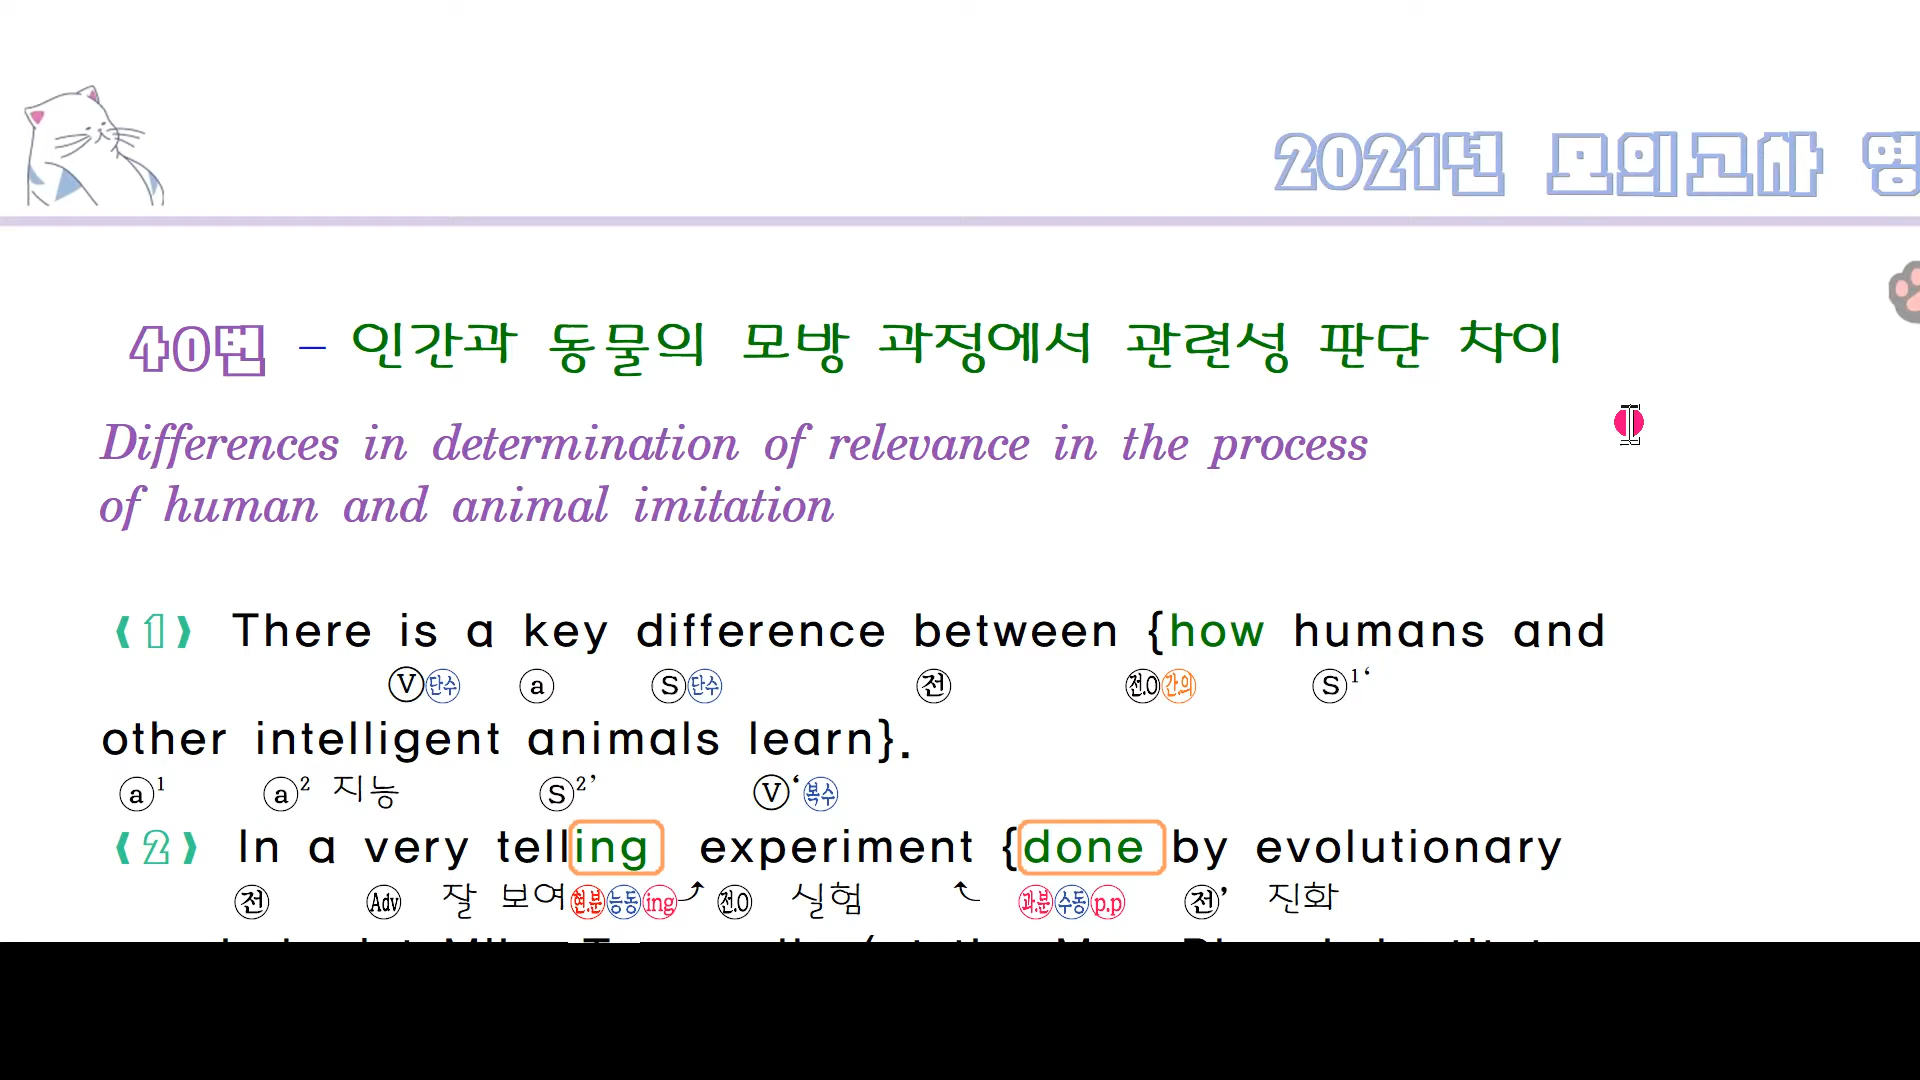 2021년 모의고사
40번 – 인간과 동물의 모방 과정에서 관련성 판단 차이
Differences in determination of relevance in the process
of human and animal imitation
❨1❩ There is a key difference between {how humans and
Ⓥ 단수 ⓐ Ⓢ 단수 전 전.O 간.의 Ⓢ¹‘
other intelligent animals learn}.
ⓐ¹ ⓐ² 지능 Ⓢ²’ Ⓥ‘ 복수
❨2❩ In a very telling experiment {done by evolutionary
전 Adv 잘 보여 현.분 능동 ing 전.O 실험 과.분 수동 p.p 전’ 진화